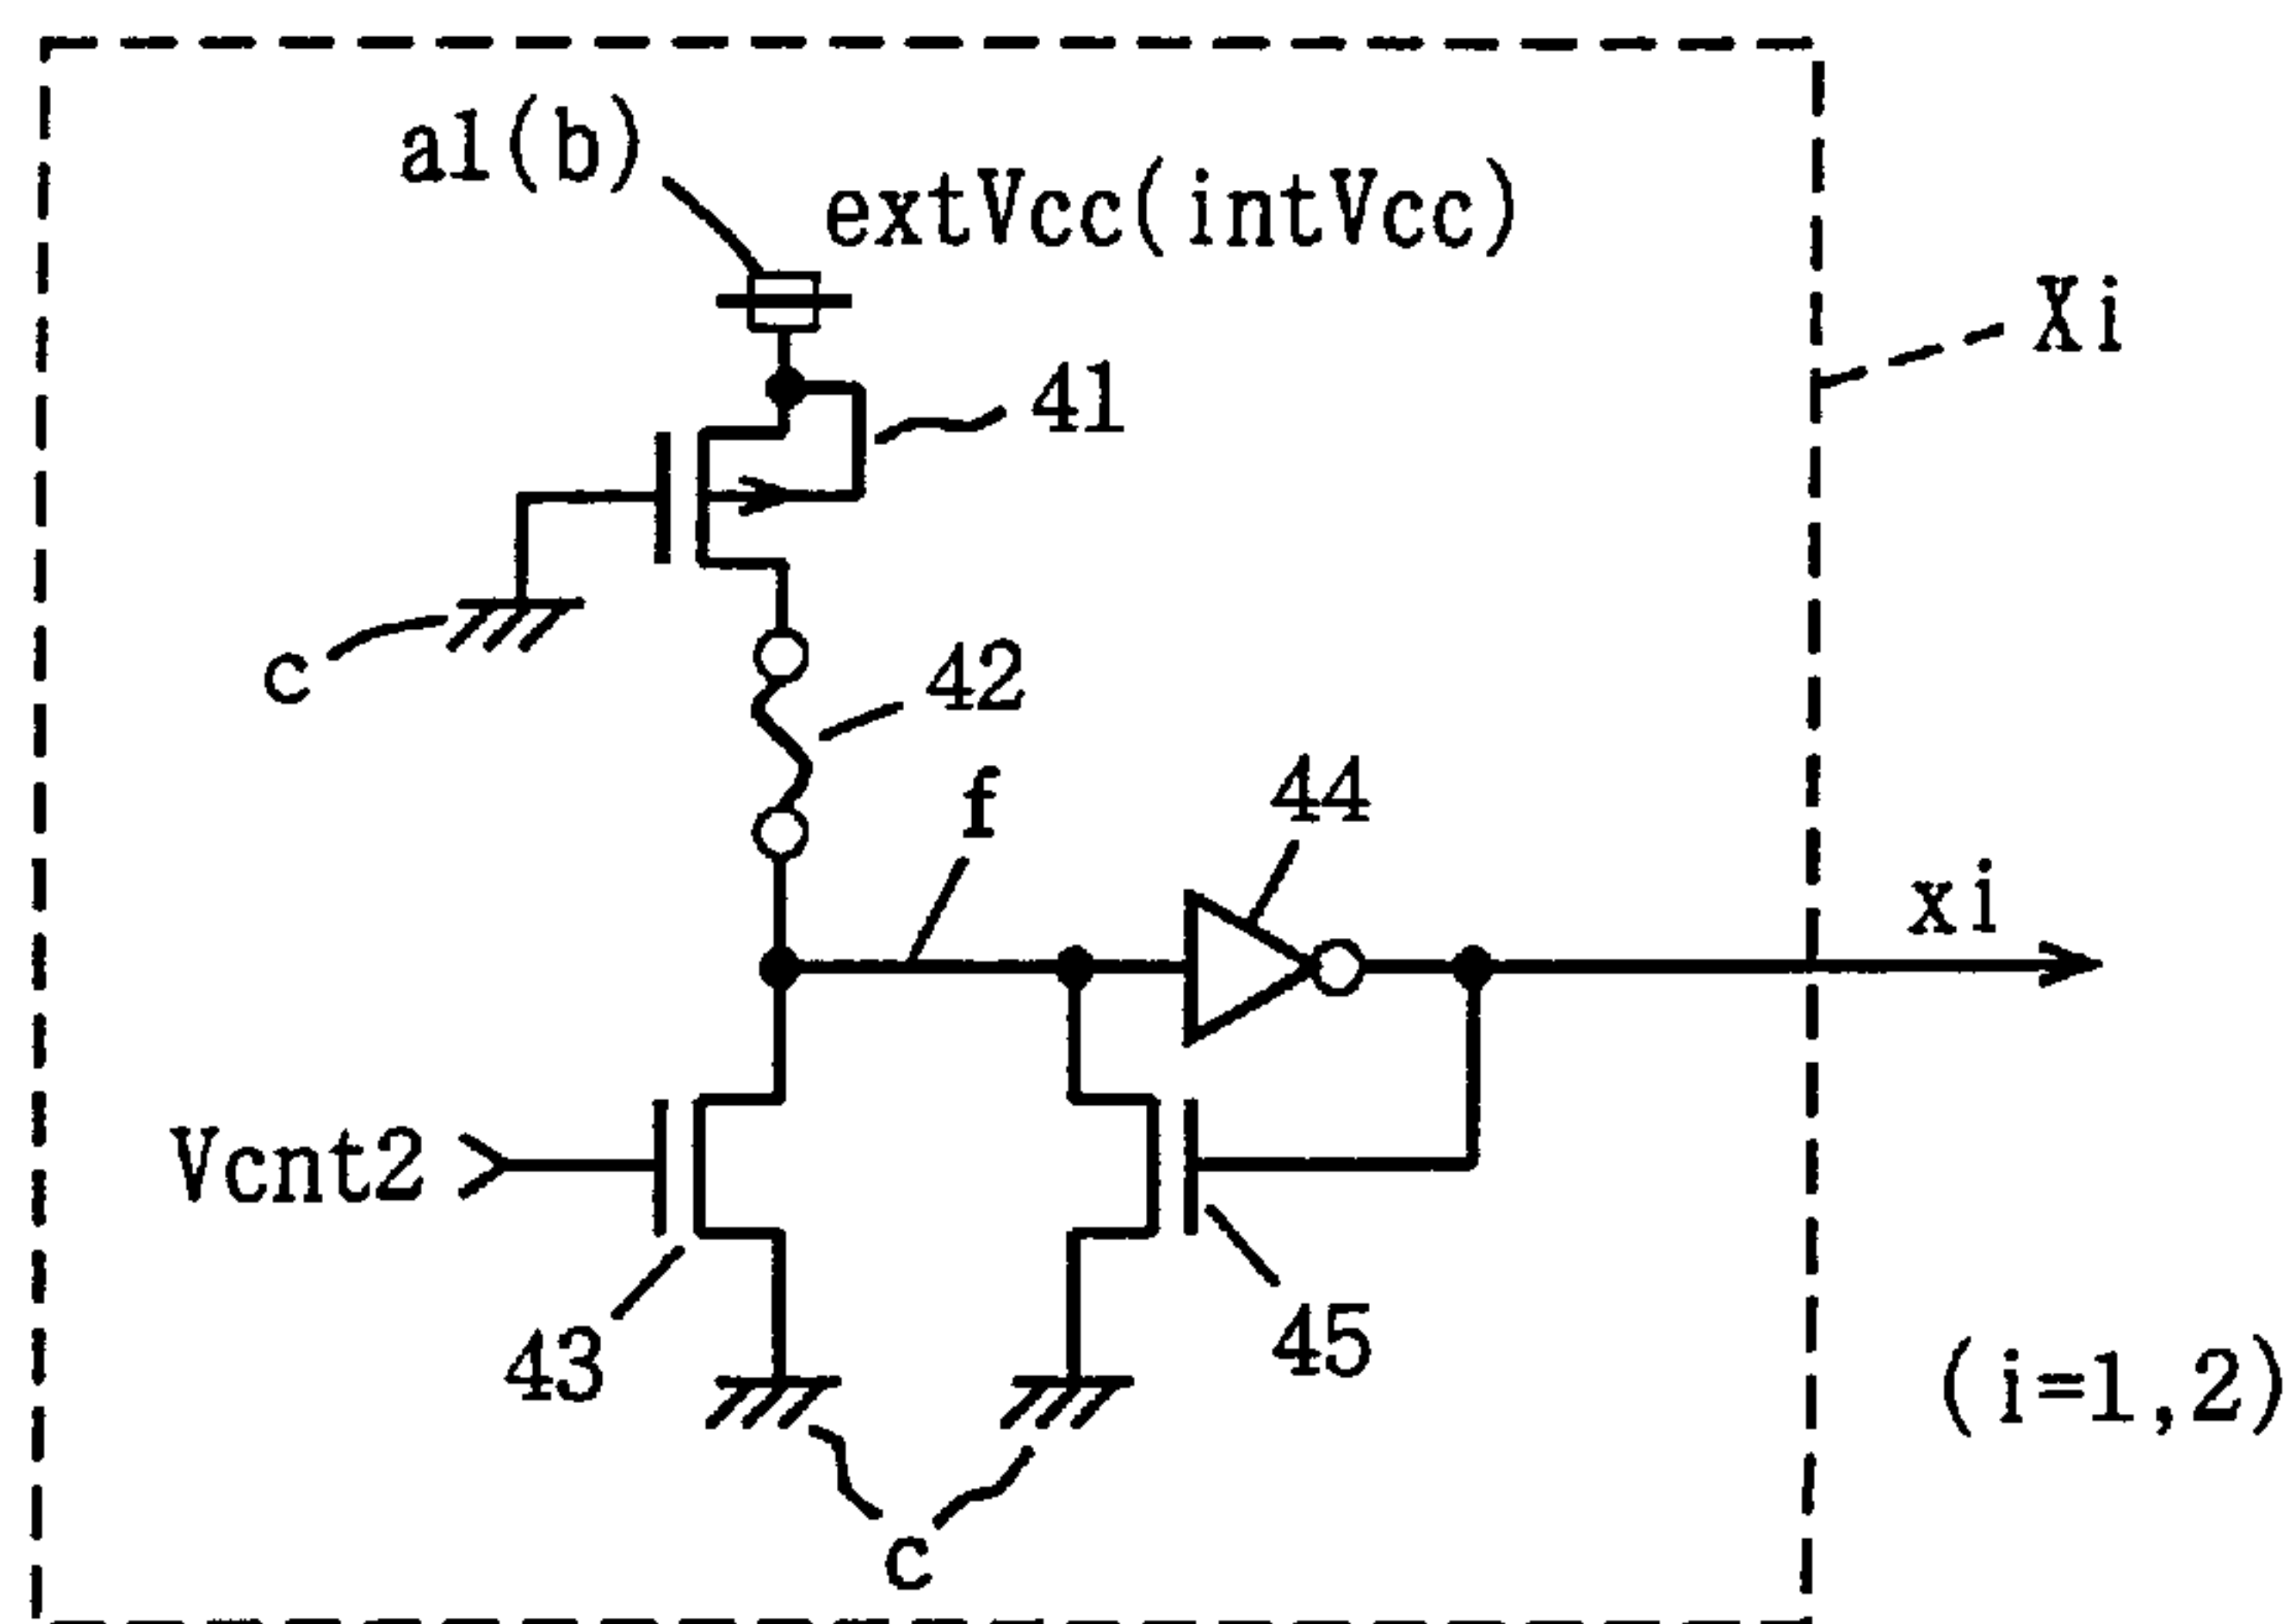 a1(b)
extVcc(intVcc)
Xi
41
c
42
f
44
xi
Vcnt2
43
45
(i=1,2)
c